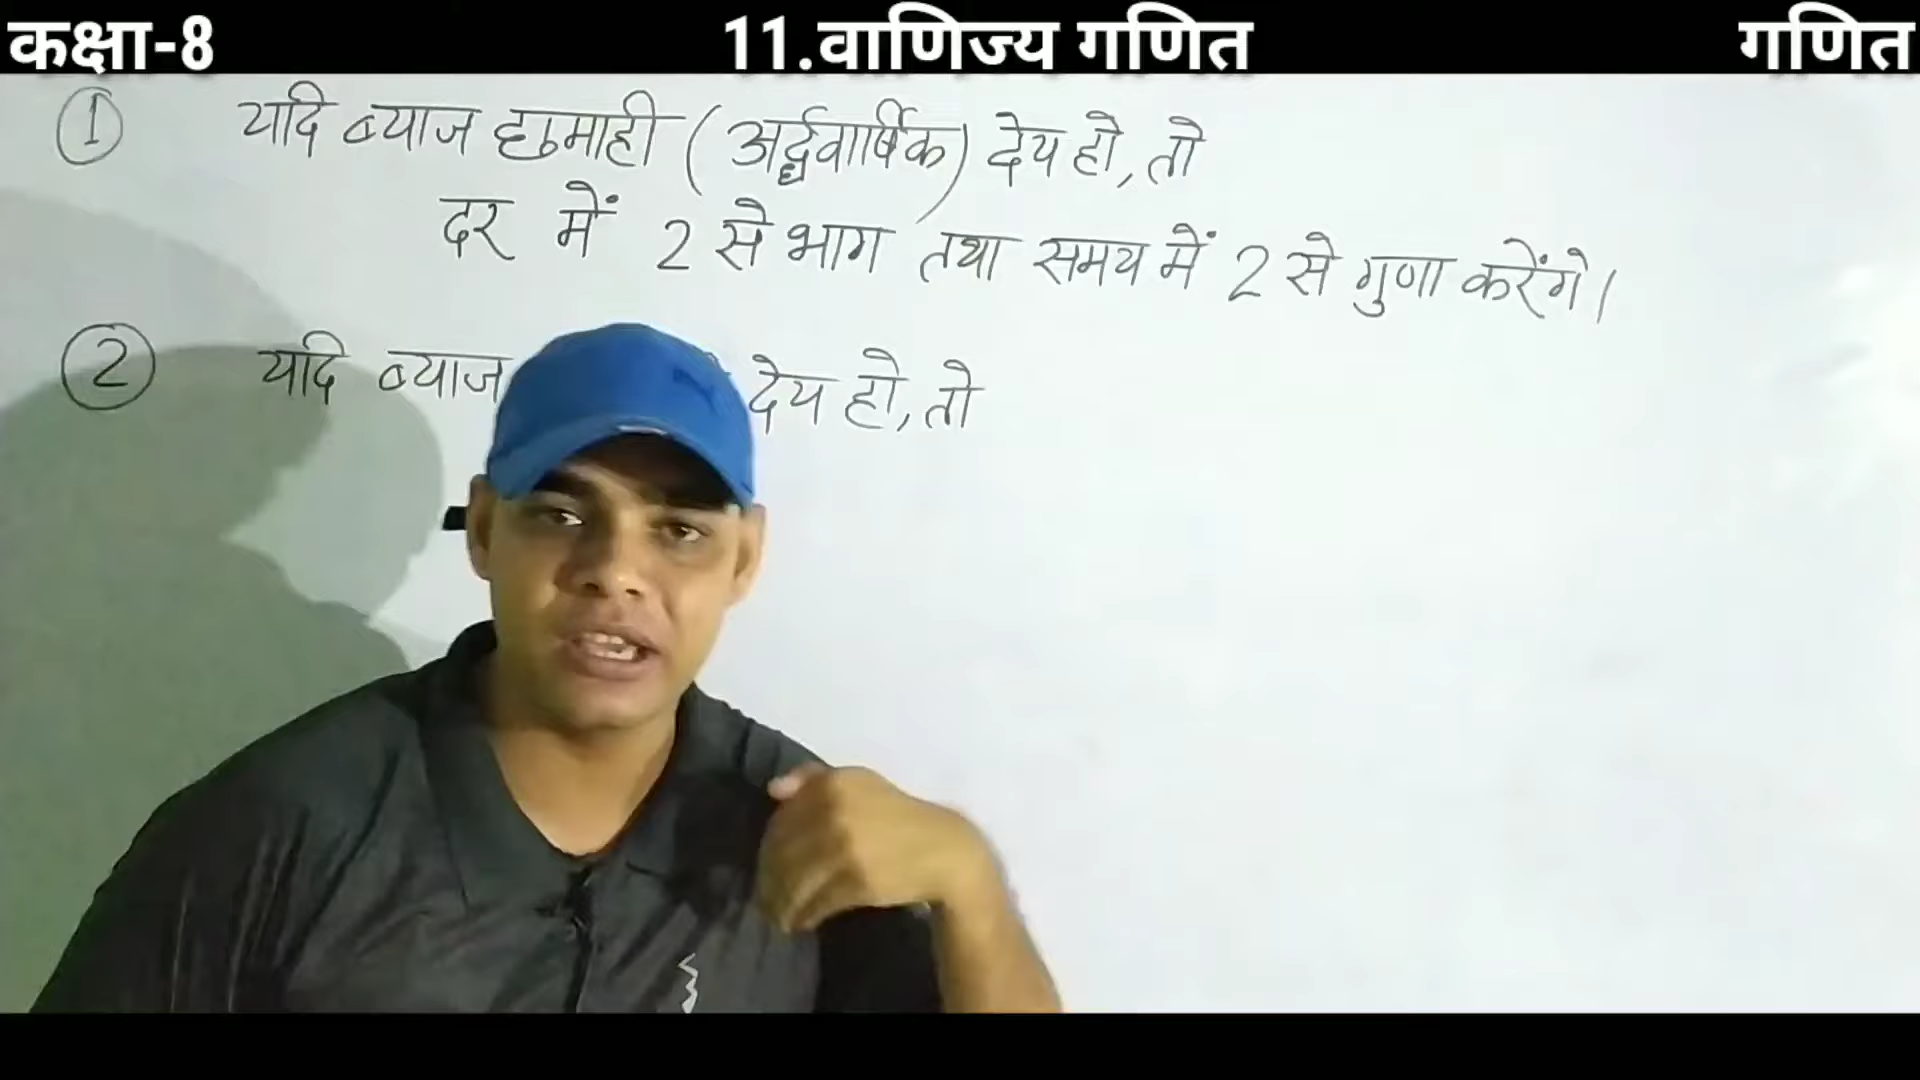 कक्षा-8
11.वाणिज्य गणित
गणित
1 यदि ब्याज छमाही (अर्द्धवार्षिक) देय हो, तो
दर में 2 से भाग तथा समय में 2 से गुणा करेंगे।
2 यदि ब्याज देय हो, तो